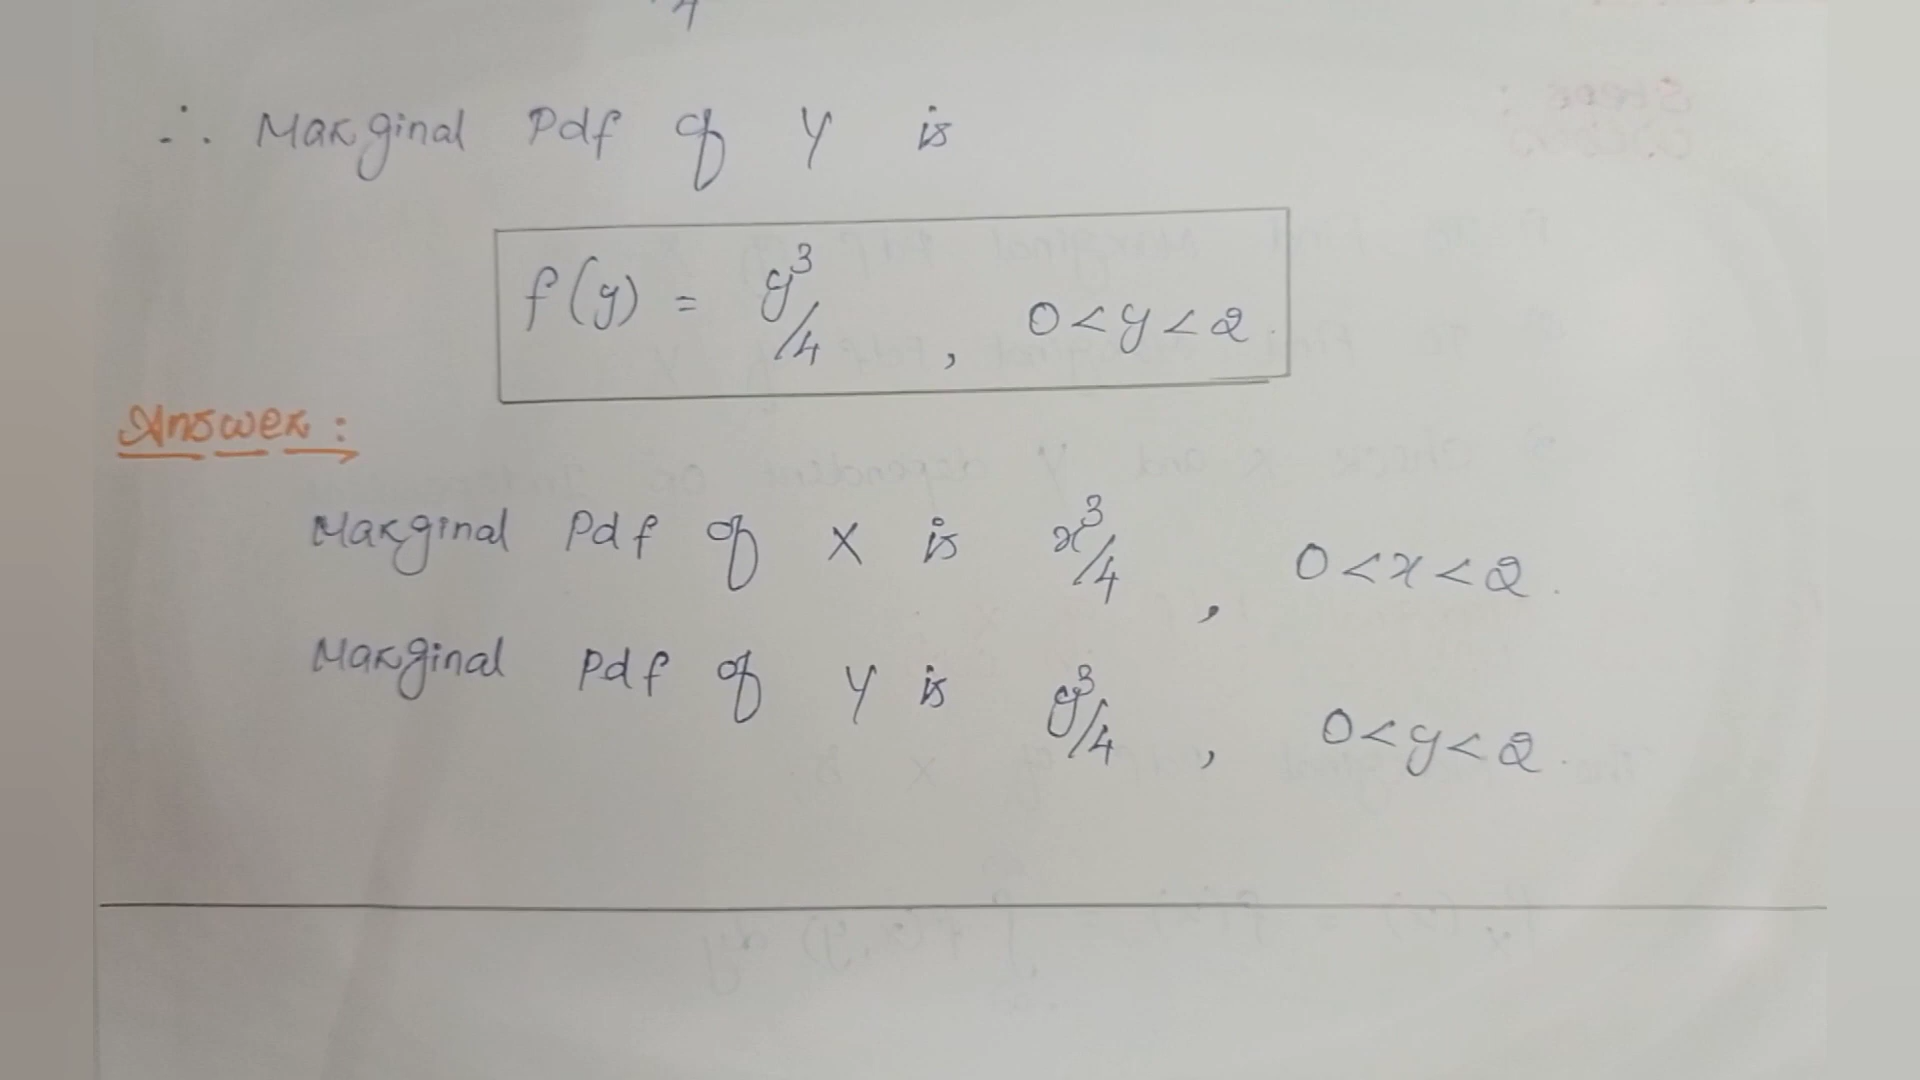 ∴ Marginal Pdf of Y is
f(y) = y³/4 , 0<y<2.
Answer :
Marginal Pdf of X is x³/4 , 0<x<2.
Marginal Pdf of Y is y³/4 , 0<y<2.